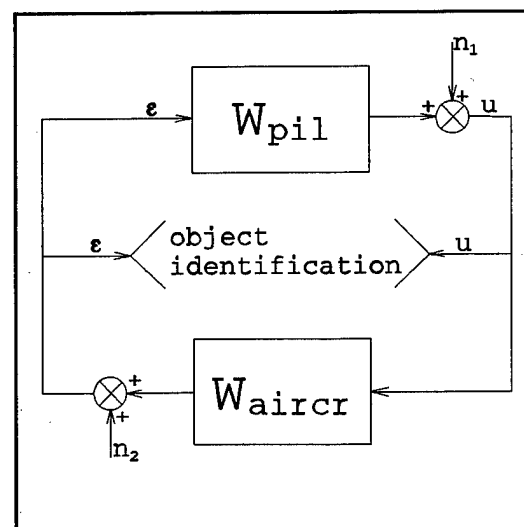 n₁
ε
W_pil
+
+
u
ε
object
identification
u
W_aircr
+
+
n₂